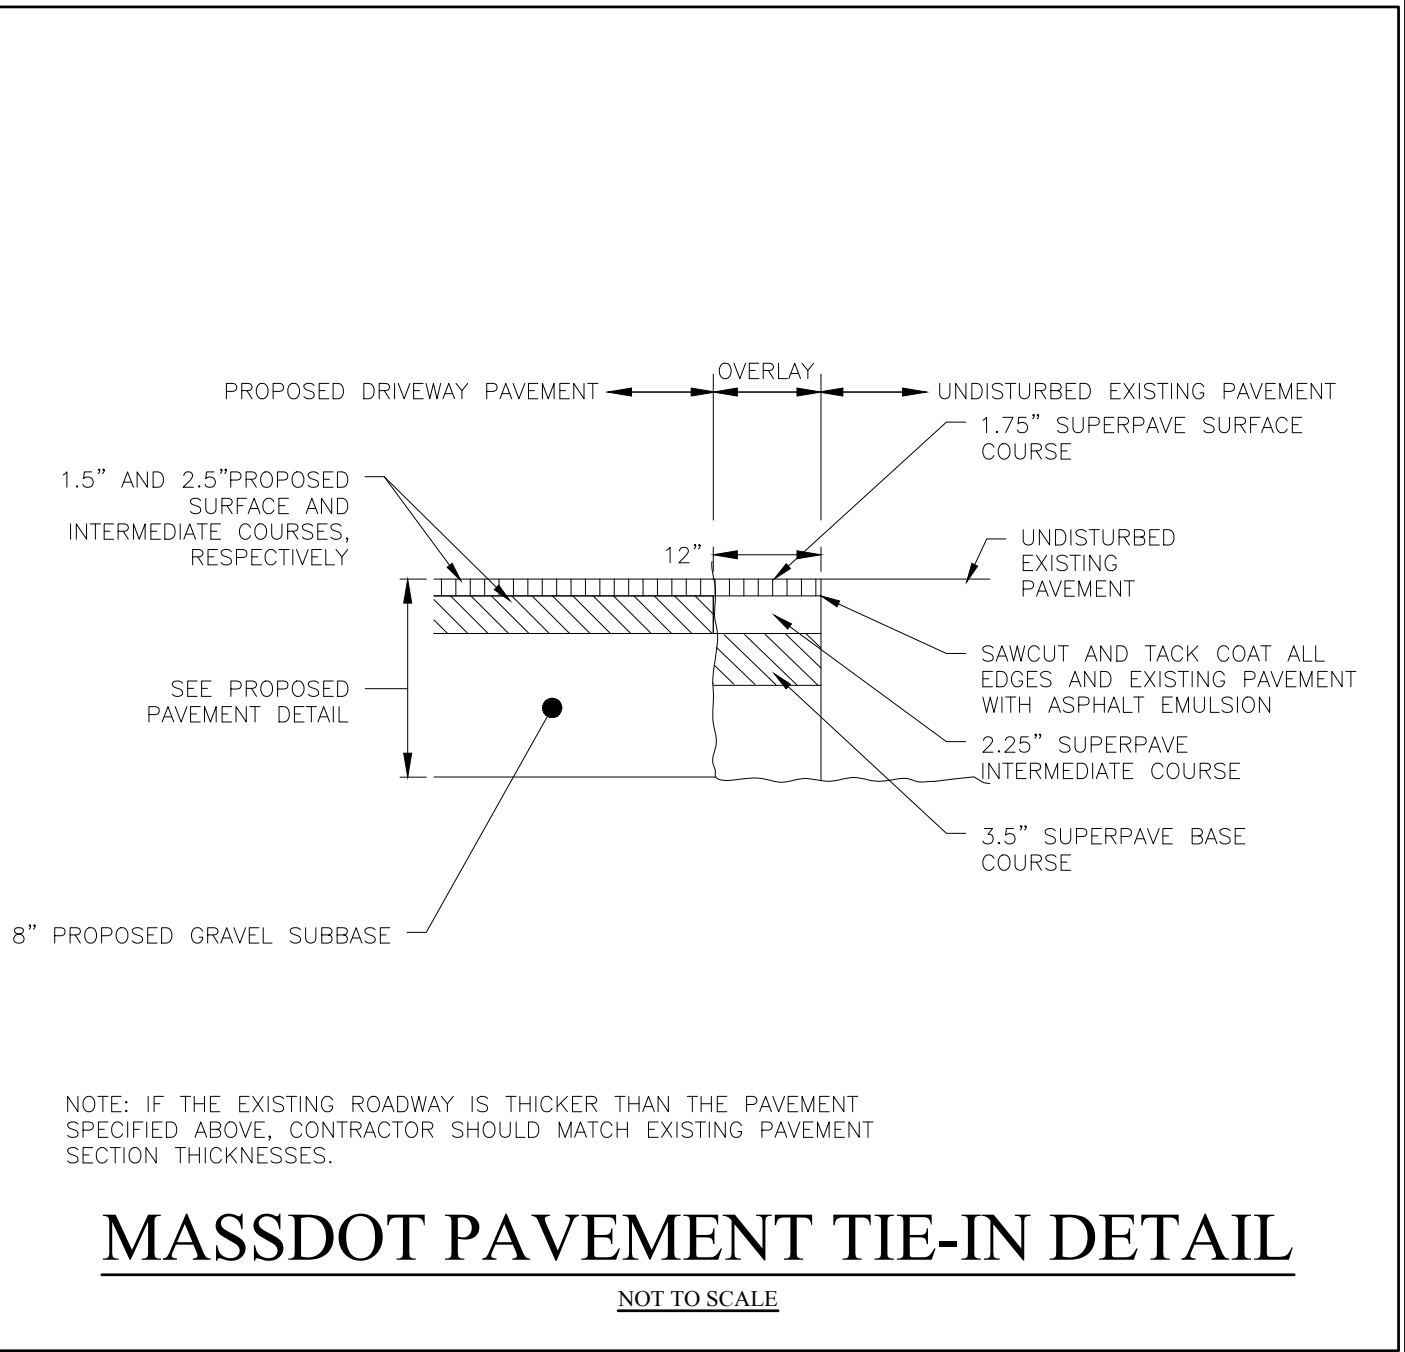 OVERLAY
PROPOSED DRIVEWAY PAVEMENT
UNDISTURBED EXISTING PAVEMENT
1.75” SUPERPAVE SURFACE
COURSE
1.5” AND 2.5”PROPOSED
SURFACE AND
INTERMEDIATE COURSES,
RESPECTIVELY
12”
UNDISTURBED
EXISTING
PAVEMENT
SAWCUT AND TACK COAT ALL
EDGES AND EXISTING PAVEMENT
WITH ASPHALT EMULSION
SEE PROPOSED
PAVEMENT DETAIL
2.25” SUPERPAVE
INTERMEDIATE COURSE
3.5” SUPERPAVE BASE
COURSE
8” PROPOSED GRAVEL SUBBASE
NOTE: IF THE EXISTING ROADWAY IS THICKER THAN THE PAVEMENT
SPECIFIED ABOVE, CONTRACTOR SHOULD MATCH EXISTING PAVEMENT
SECTION THICKNESSES.
MASSDOT PAVEMENT TIE-IN DETAIL
NOT TO SCALE